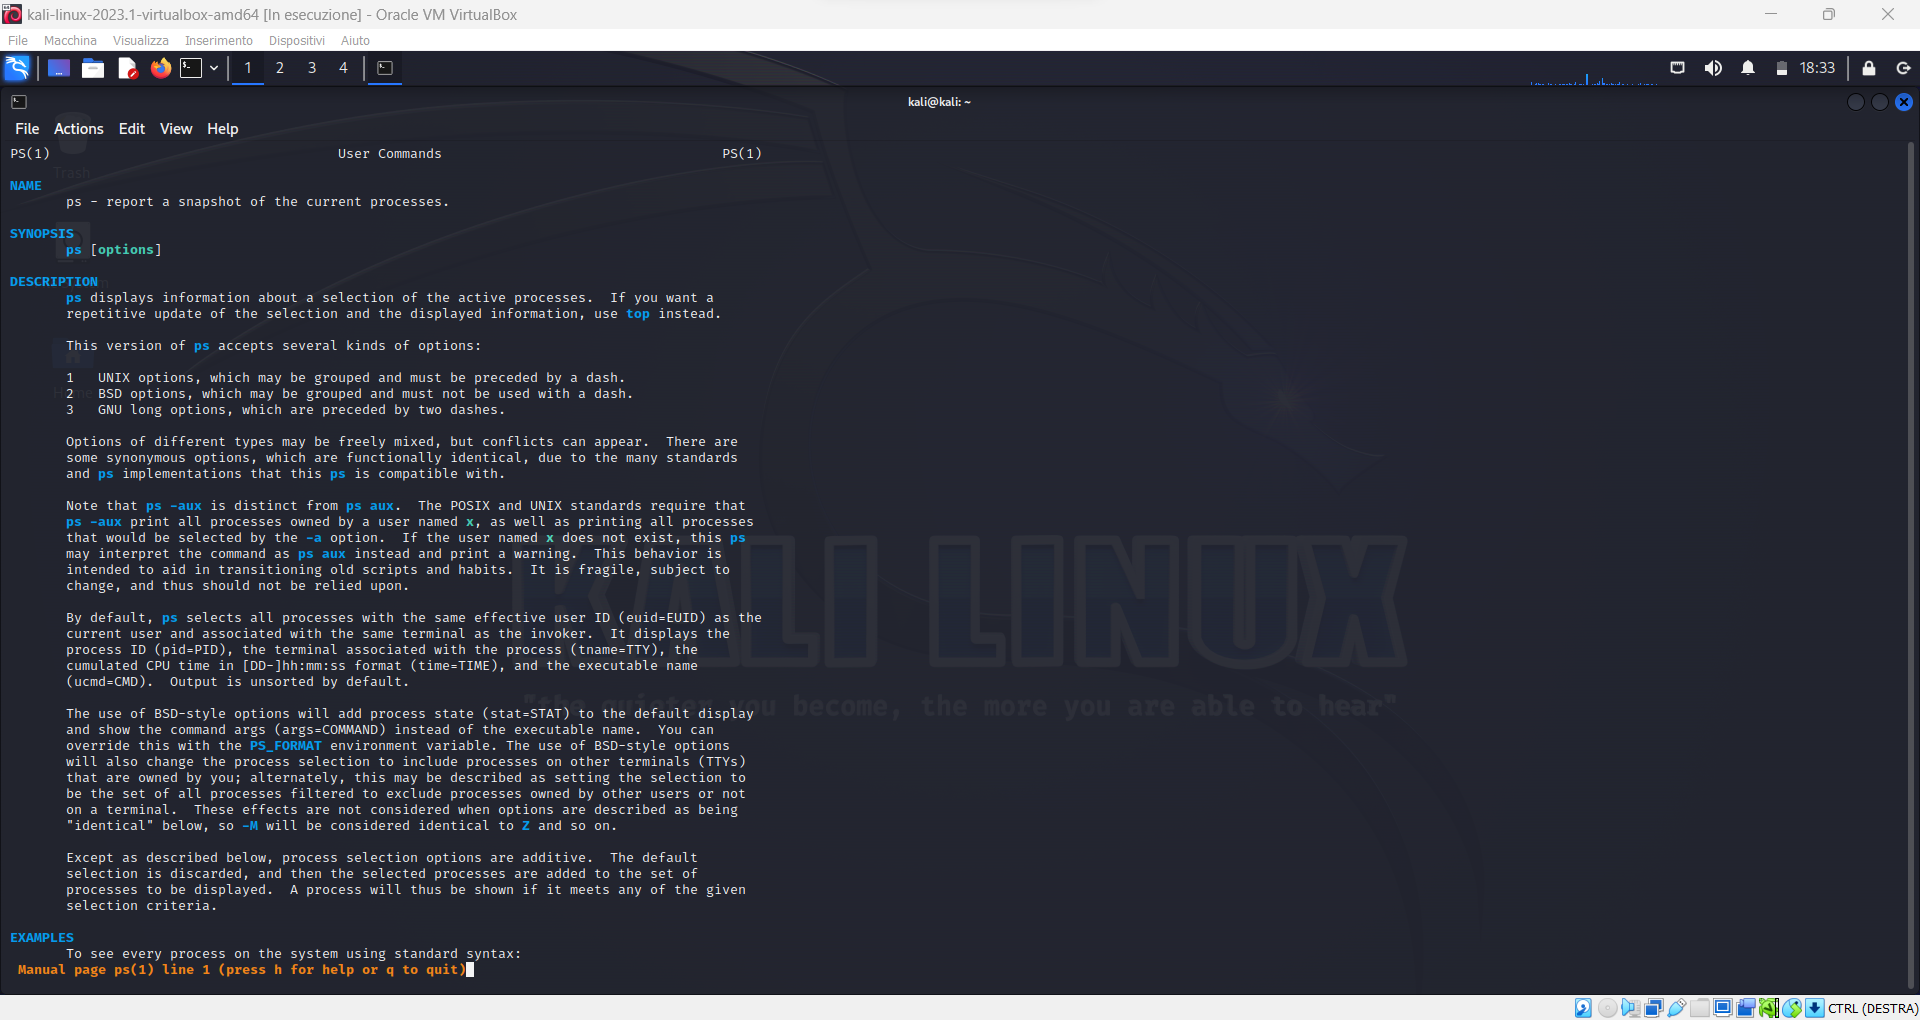 kali-linux-2023.1-virtualbox-amd64 [In esecuzione] - Oracle VM VirtualBox
File Macchina Visualizza Inserimento Dispositivi Aiuto
1 2 3 4 18:33
kali@kali: ~
File Actions Edit View Help
PS(1) User Commands PS(1)
Trash
NAME
ps - report a snapshot of the current processes.
SYNOPSIS
ps [options]
DESCRIPTION
ps displays information about a selection of the active processes. If you want a
repetitive update of the selection and the displayed information, use top instead.
This version of ps accepts several kinds of options:
1 UNIX options, which may be grouped and must be preceded by a dash.
2 BSD options, which may be grouped and must not be used with a dash.
3 GNU long options, which are preceded by two dashes.
Options of different types may be freely mixed, but conflicts can appear. There are
some synonymous options, which are functionally identical, due to the many standards
and ps implementations that this ps is compatible with.
Note that ps -aux is distinct from ps aux. The POSIX and UNIX standards require that
ps -aux print all processes owned by a user named x, as well as printing all processes
that would be selected by the -a option. If the user named x does not exist, this ps
may interpret the command as ps aux instead and print a warning. This behavior is
intended to aid in transitioning old scripts and habits. It is fragile, subject to
change, and thus should not be relied upon.
KALI LINUX
By default, ps selects all processes with the same effective user ID (euid=EUID) as the
current user and associated with the same terminal as the invoker. It displays the
process ID (pid=PID), the terminal associated with the process (tname=TTY), the
cumulated CPU time in [DD-]hh:mm:ss format (time=TIME), and the executable name
(ucmd=CMD). Output is unsorted by default.
"the quieter you become, the more you are able to hear"
The use of BSD-style options will add process state (stat=STAT) to the default display
and show the command args (args=COMMAND) instead of the executable name. You can
override this with the PS_FORMAT environment variable. The use of BSD-style options
will also change the process selection to include processes on other terminals (TTYs)
that are owned by you; alternately, this may be described as setting the selection to
be the set of all processes filtered to exclude processes owned by other users or not
on a terminal. These effects are not considered when options are described as being
"identical" below, so -M will be considered identical to Z and so on.
Except as described below, process selection options are additive. The default
selection is discarded, and then the selected processes are added to the set of
processes to be displayed. A process will thus be shown if it meets any of the given
selection criteria.
EXAMPLES
To see every process on the system using standard syntax:
Manual page ps(1) line 1 (press h for help or q to quit)
CTRL (DESTRA)